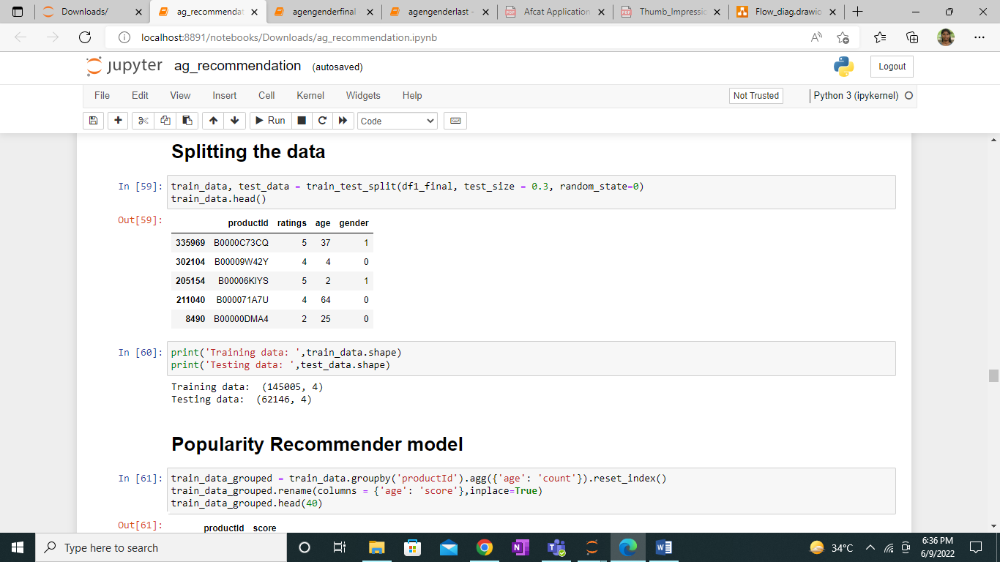 Downloads/
ag_recommendat
agengenderfinal -
agengenderlast -
Afcat Application
Thumb_Impressic
Flow_diag.drawio
localhost:8891/notebooks/Downloads/ag_recommendation.ipynb
jupyter ag_recommendation (autosaved)
Logout
File Edit View Insert Cell Kernel Widgets Help
Not Trusted
Python 3 (ipykernel)
Run
Code
Splitting the data
In [59]: train_data, test_data = train_test_split(df1_final, test_size = 0.3, random_state=0)
train_data.head()
Out[59]:
productId ratings age gender
335969 B0000C73CQ 5 37 1
302104 B00009W42Y 4 4 0
205154 B00006KIYS 5 2 1
211040 B000071A7U 4 64 0
8490 B00000DMA4 2 25 0
In [60]: print('Training data: ',train_data.shape)
print('Testing data: ',test_data.shape)
Training data:  (145005, 4)
Testing data:  (62146, 4)
Popularity Recommender model
In [61]: train_data_grouped = train_data.groupby('productId').agg({'age': 'count'}).reset_index()
train_data_grouped.rename(columns = {'age': 'score'},inplace=True)
train_data_grouped.head(40)
Out[61]:
productId score
Type here to search
34°C
6:36 PM
6/9/2022